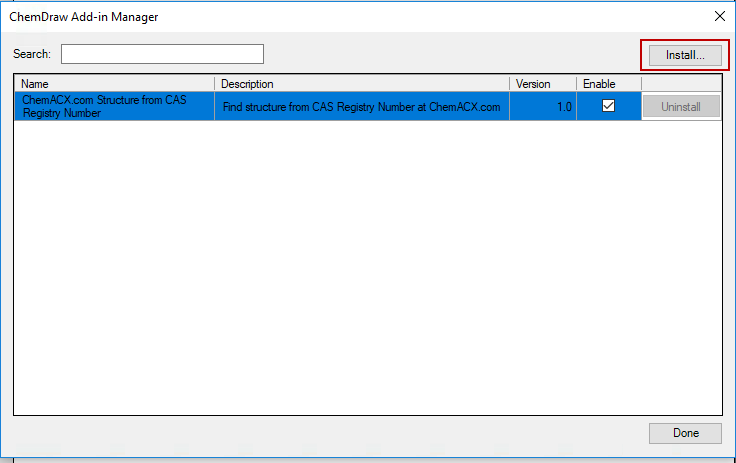 ChemDraw Add-in Manager
Search:
Install...
Name Description Version Enable
ChemACX.com Structure from CAS
Registry Number
Find structure from CAS Registry Number at ChemACX.com 1.0 Uninstall
Done